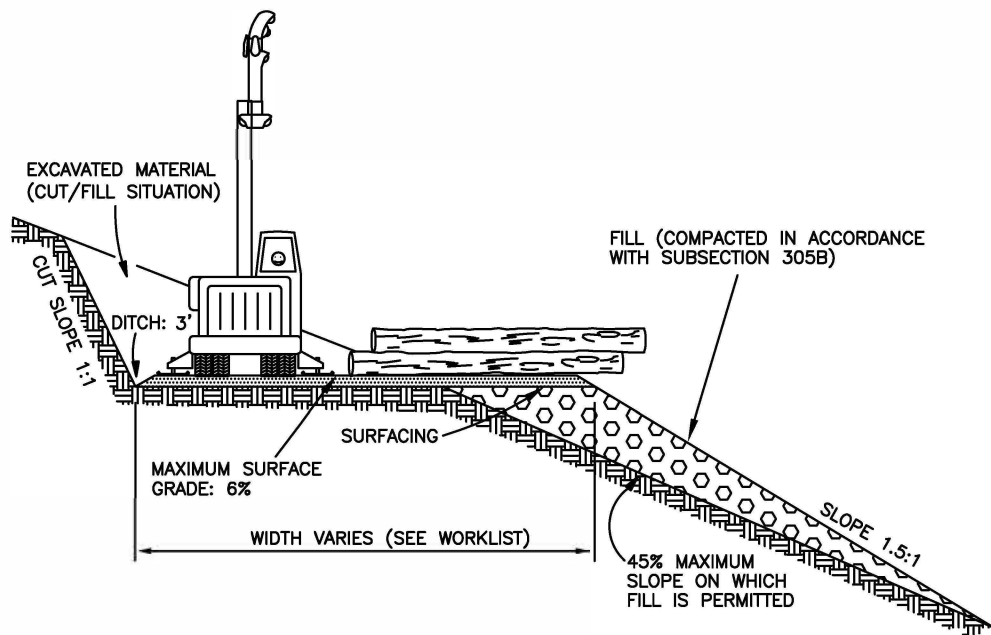 EXCAVATED MATERIAL
(CUT/FILL SITUATION)
FILL (COMPACTED IN ACCORDANCE
WITH SUBSECTION 305B)
CUT SLOPE 1:1
DITCH: 3'
SURFACING
MAXIMUM SURFACE
GRADE: 6%
SLOPE 1.5:1
WIDTH VARIES (SEE WORKLIST)
45% MAXIMUM
SLOPE ON WHICH
FILL IS PERMITTED